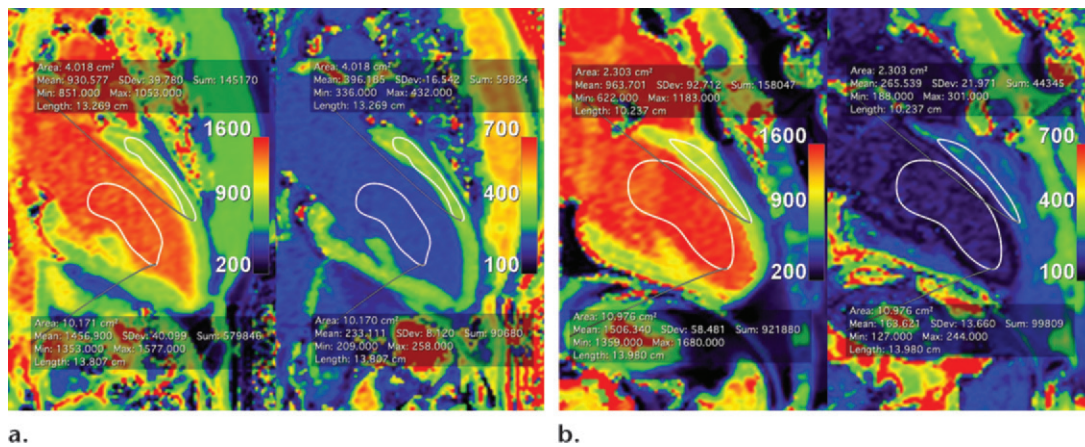 Area: 4.018 cm²
Mean: 930.577 SDev: 39.760 Sum: 145170
Min: 851.000 Max: 1053.000
Length: 13.269 cm
1600
900
200
Area: 10.171 cm²
Mean: 1456.900 SDev: 40.099 Sum: 579846
Min: 1353.000 Max: 1577.000
Length: 13.807 cm
Area: 4.018 cm²
Mean: 396.185 SDev: 16.542 Sum: 59824
Min: 336.000 Max: 432.000
Length: 13.269 cm
700
400
100
Area: 10.170 cm²
Mean: 233.111 SDev: 8.120 Sum: 90680
Min: 209.000 Max: 258.000
Length: 13.807 cm
a.
Area: 2.303 cm²
Mean: 963.701 SDev: 92.712 Sum: 158047
Min: 622.000 Max: 1183.000
Length: 10.237 cm
1600
900
200
Area: 10.976 cm²
Mean: 1506.340 SDev: 58.481 Sum: 921880
Min: 1359.000 Max: 1680.000
Length: 13.980 cm
Area: 2.303 cm²
Mean: 265.539 SDev: 21.971 Sum: 44345
Min: 188.000 Max: 301.000
Length: 10.237 cm
700
400
100
Area: 10.976 cm²
Mean: 163.621 SDev: 13.660 Sum: 99809
Min: 127.000 Max: 244.000
Length: 13.980 cm
b.